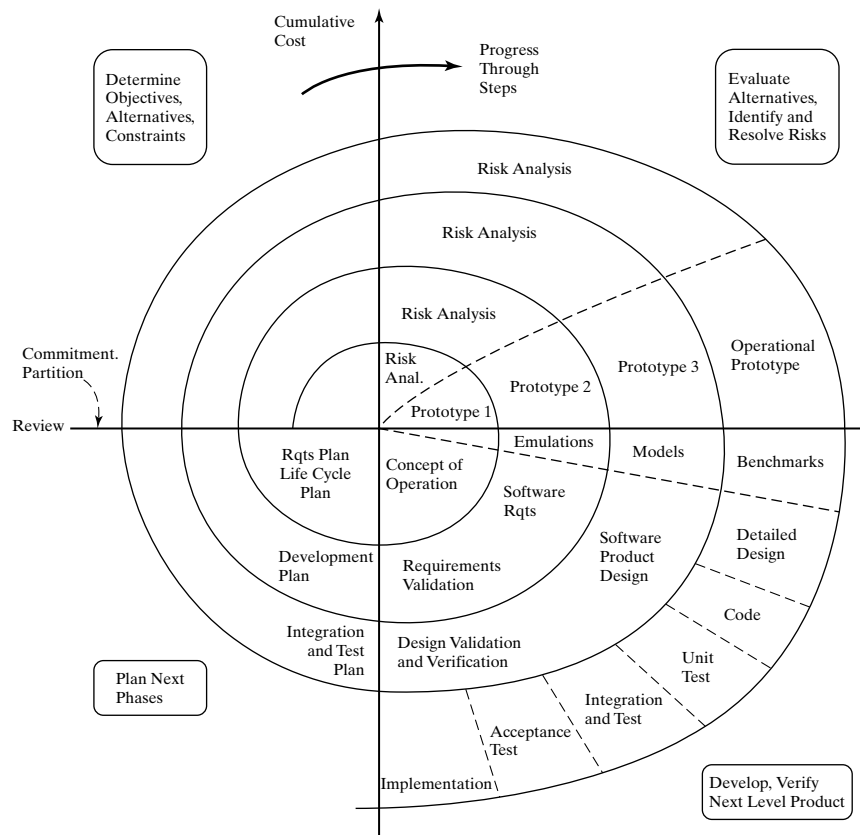 Cumulative
Cost
Progress
Through
Steps
Determine
Objectives,
Alternatives,
Constraints
Evaluate
Alternatives,
Identify and
Resolve Risks
Risk Analysis
Risk Analysis
Risk Analysis
Risk
Anal.
Commitment.
Partition
Review
Prototype 1
Prototype 2
Prototype 3
Operational
Prototype
Emulations
Models
Benchmarks
Rqts Plan
Life Cycle
Plan
Concept of
Operation
Software
Rqts
Software
Product
Design
Detailed
Design
Development
Plan
Requirements
Validation
Code
Integration
and Test
Plan
Design Validation
and Verification
Unit
Test
Plan Next
Phases
Integration
and Test
Acceptance
Test
Implementation
Develop, Verify
Next Level Product